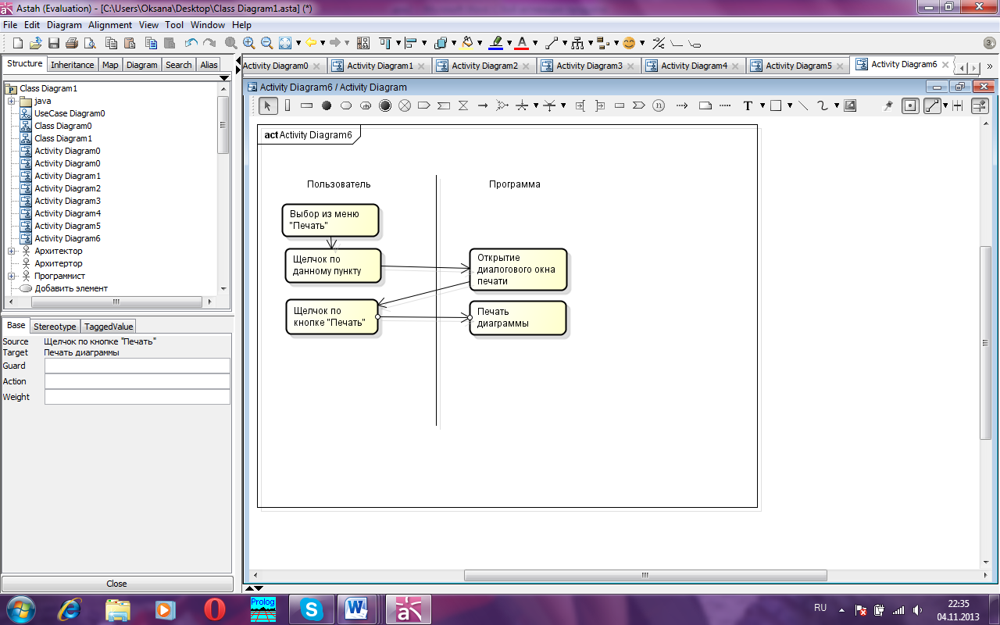 Astah (Evaluation) - [C:\Users\Oksana\Desktop\Class Diagram1.asta] (*)
File Edit Diagram Alignment View Tool Window Help
Structure Inheritance Map Diagram Search Alias
Activity Diagram0 Activity Diagram1 Activity Diagram2 Activity Diagram3 Activity Diagram4 Activity Diagram5 Activity Diagram6
Activity Diagram6 / Activity Diagram
Class Diagram1
java
UseCase Diagram0
Class Diagram0
Class Diagram1
Activity Diagram0
Activity Diagram0
Activity Diagram1
Activity Diagram2
Activity Diagram3
Activity Diagram4
Activity Diagram5
Activity Diagram6
Архитектор
Архитертор
Программист
Добавить элемент
Base Stereotype TaggedValue
Source Щелчок по кнопке "Печать"
Target Печать диаграммы
Guard
Action
Weight
Close
act Activity Diagram6
Пользователь
Программа
Выбор из меню
"Печать"
Щелчок по
данному пункту
Открытие
диалогового окна
печати
Щелчок по
кнопке "Печать"
Печать
диаграммы
Prolog
RU
22:35
04.11.2013